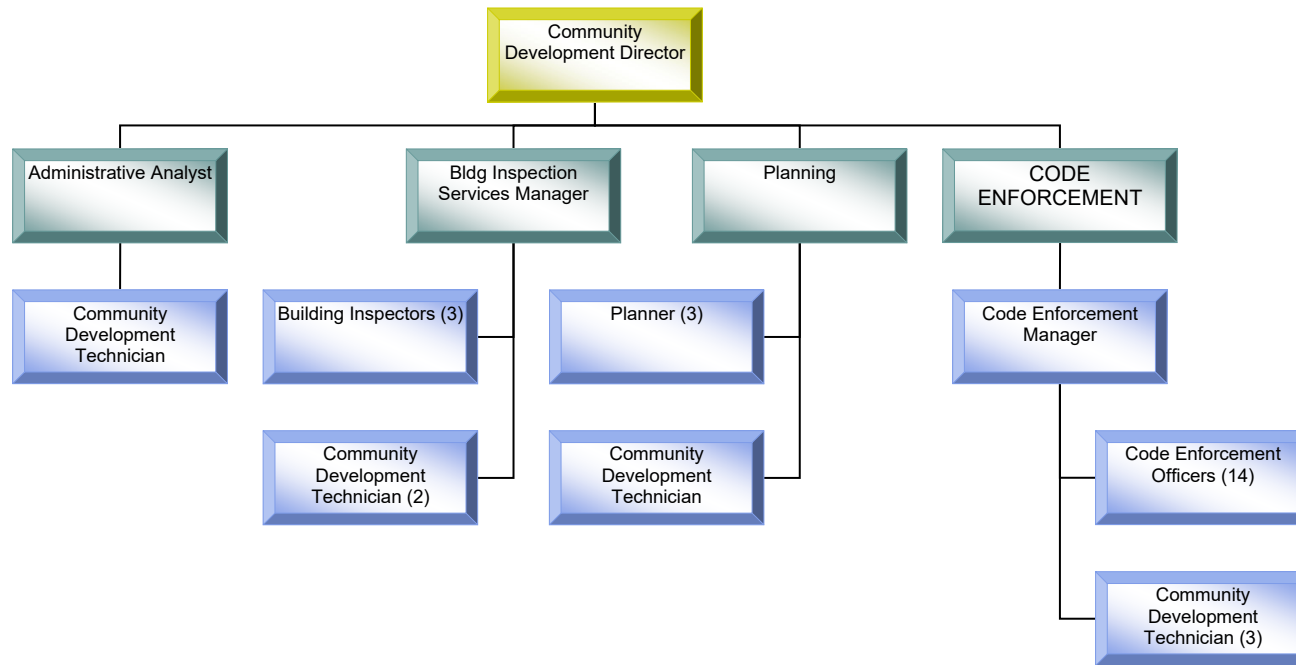 Community
Development Director
Administrative Analyst
Bldg Inspection
Services Manager
Planning
CODE
ENFORCEMENT
Community
Development
Technician
Building Inspectors (3)
Planner (3)
Code Enforcement
Manager
Community
Development
Technician (2)
Community
Development
Technician
Code Enforcement
Officers (14)
Community
Development
Technician (3)